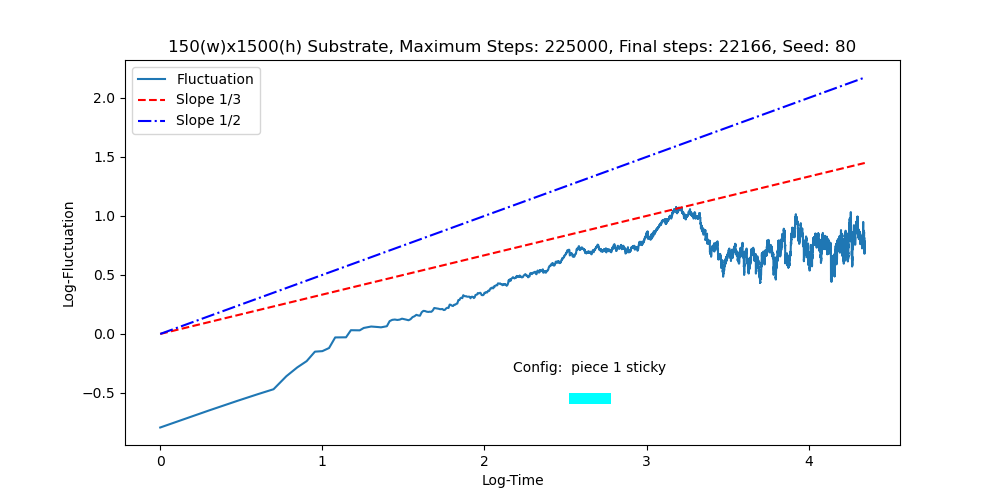 150(w)x1500(h) Substrate, Maximum Steps: 225000, Final steps: 22166, Seed: 80
Fluctuation
Slope 1/3
Slope 1/2
2.0
1.5
1.0
0.5
0.0
−0.5
Log-Fluctuation
Config:  piece 1 sticky
0
1
2
3
4
Log-Time